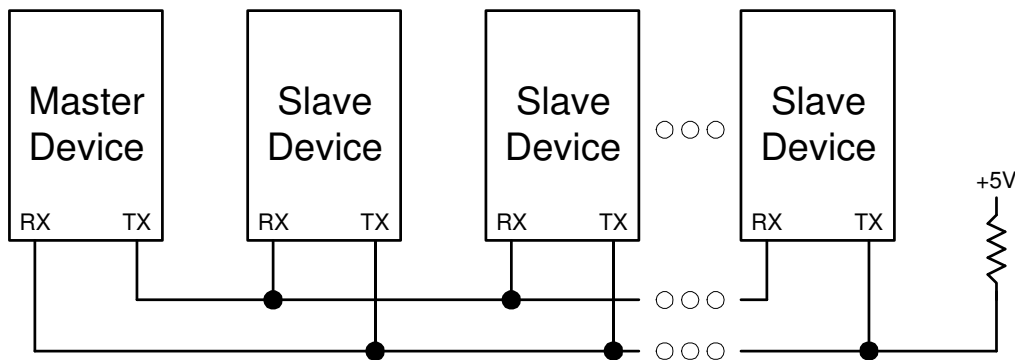 Master
Device
Slave
Device
Slave
Device
Slave
Device
+5V
RX TX
RX TX
RX TX
RX TX